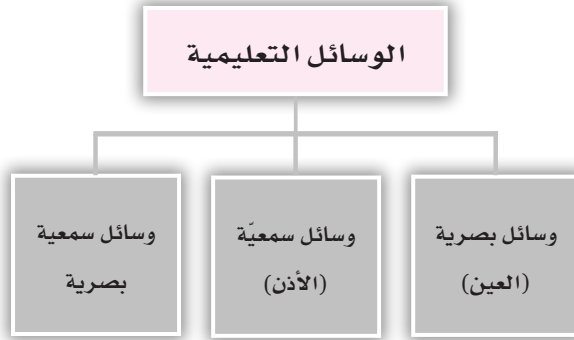 الوسائل التعليمية
وسائل بصرية
(العين)
وسائل سمعيّة
(الأذن)
وسائل سمعية
بصرية